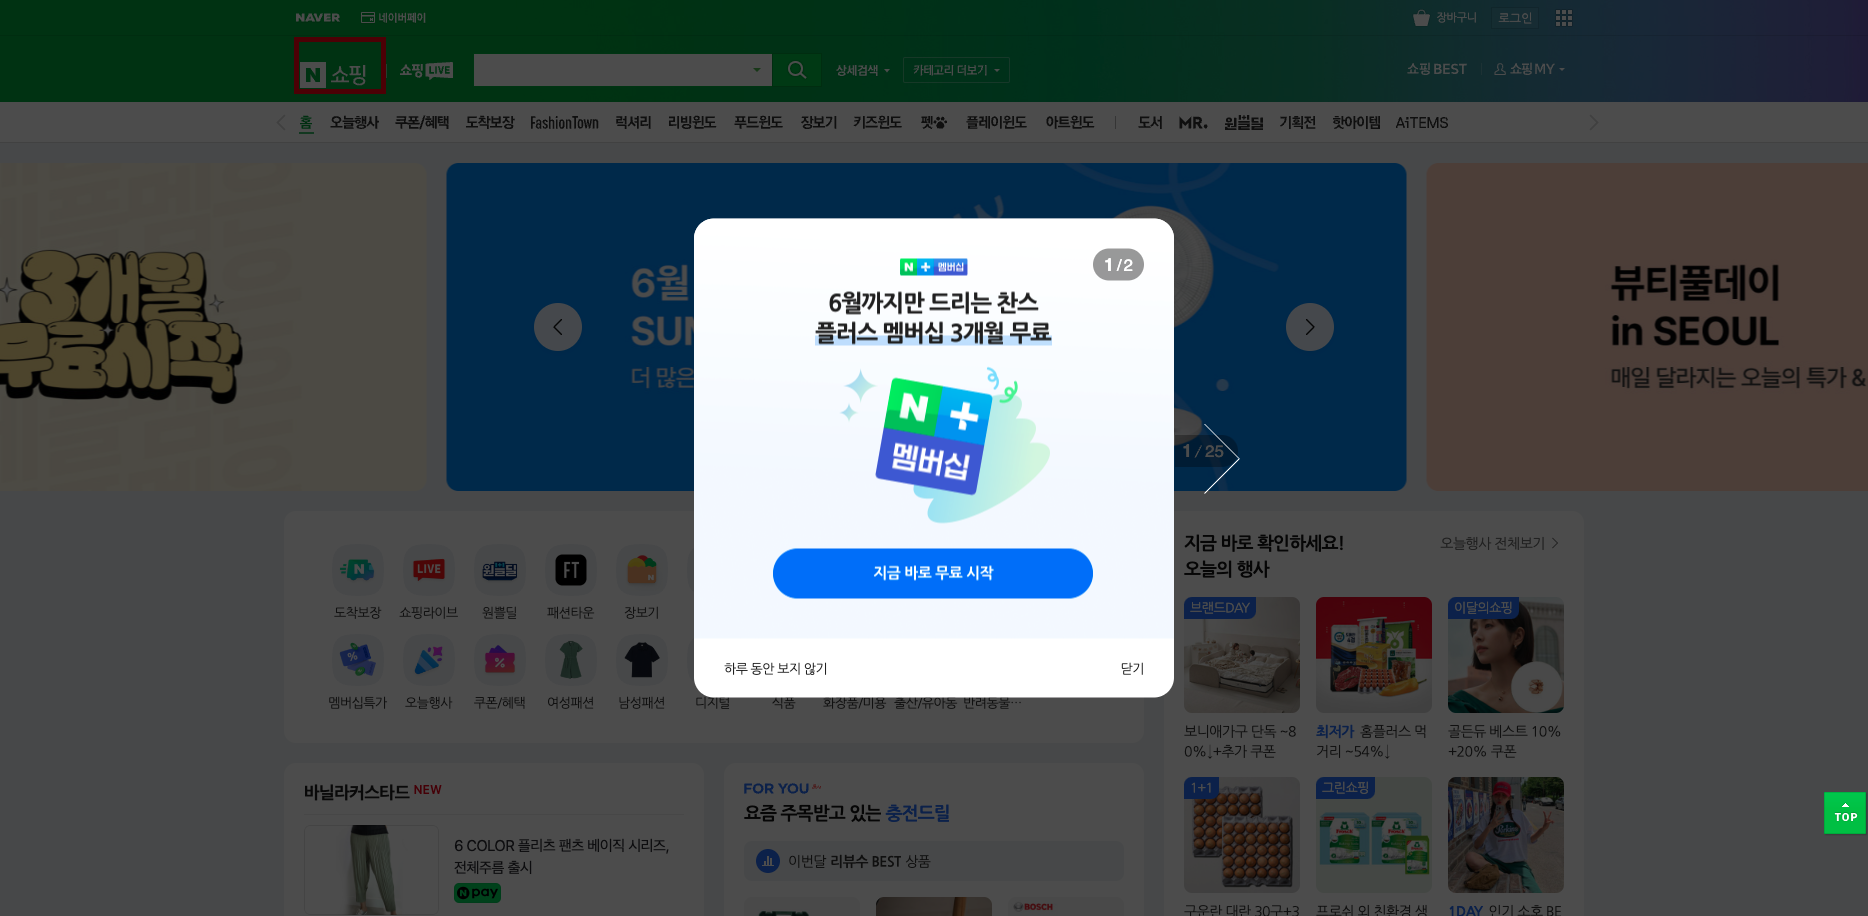 NAVER 네이버페이 장바구니 로그인
N 쇼핑 쇼핑LIVE 상세검색 카테고리 더보기 쇼핑 BEST 쇼핑 MY
홈 오늘행사 쿠폰/혜택 도착보장 FashionTown 럭셔리 리빙윈도 푸드윈도 장보기 키즈윈도 펫 플레이윈도 아트윈도 도서 MR. 원쁠딜 기획전 핫아이템 AiTEMS
3개월
무료시작
6월
SUN
더 많은
1 / 25
뷰티풀데이
in SEOUL
매일 달라지는 오늘의 특가 &
N + 멤버십
1/2
6월까지만 드리는 찬스
플러스 멤버십 3개월 무료
N +
멤버십
지금 바로 무료 시작
하루 동안 보지 않기 닫기
LIVE 원쁠딜 FT
도착보장 쇼핑라이브 원쁠딜 패션타운 장보기
멤버십특가 오늘행사 쿠폰/혜택 여성패션 남성패션 디지털 식품 화장품/미용 출산/유아동 반려동물…
지금 바로 확인하세요!
오늘의 행사
오늘행사 전체보기
브랜드DAY
보니애가구 단독 ~8
0%↓+추가 쿠폰
홈플러스 먹
최저가 홈플러스 먹
거리 ~54%↓
이달의쇼핑
골든듀 베스트 10%
+20% 쿠폰
1+1
구운란 대란 30구+3
그린쇼핑
프로쉬 외 친환경 생
1DAY 인기 소호 BE
바닐라커스타드 NEW
6 COLOR 플리츠 팬츠 베이직 시리즈,
전체주름 출시
N pay
FOR YOU
요즘 주목받고 있는 충전드릴
이번달 리뷰수 BEST 상품
BOSCH
TOP